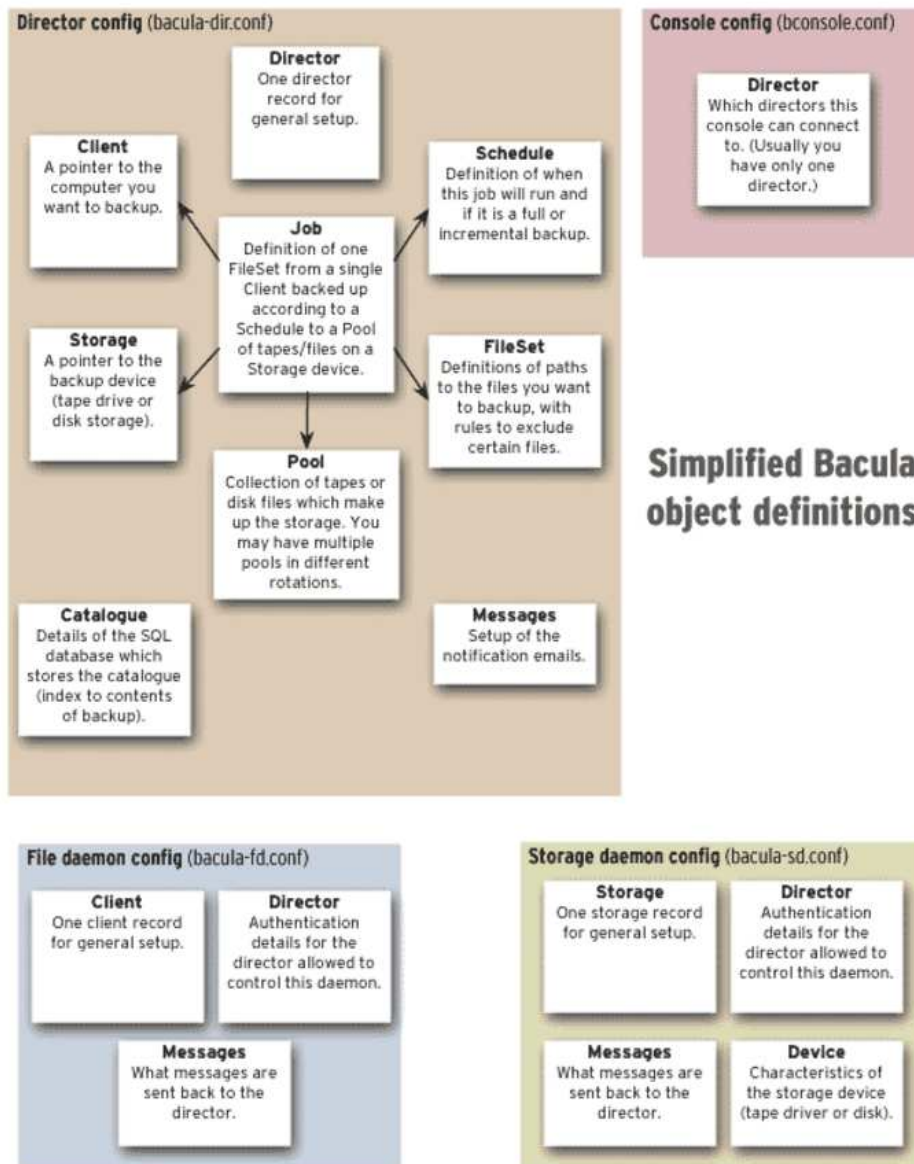 Director config (bacula-dir.conf)
Director
One director
record for
general setup.
Client
A pointer to the
computer you
want to backup.
Schedule
Definition of when
this job will run and
if it is a full or
incremental backup.
Job
Definition of one
FileSet from a single
Client backed up
according to a
Schedule to a Pool
of tapes/files on a
Storage device.
Storage
A pointer to the
backup device
(tape drive or
disk storage).
FileSet
Definitions of paths
to the files you want
to backup, with
rules to exclude
certain files.
Pool
Collection of tapes or
disk files which make
up the storage. You
may have multiple
pools in different
rotations.
Catalogue
Details of the SQL
database which
stores the catalogue
(index to contents
of backup).
Messages
Setup of the
notification emails.
Console config (bconsole.conf)
Director
Which directors this
console can connect
to. (Usually you
have only one
director.)
Simplified Bacula
object definitions
File daemon config (bacula-fd.conf)
Client
One client record
for general setup.
Director
Authentication
details for the
director allowed to
control this daemon.
Messages
What messages are
sent back to the
director.
Storage daemon config (bacula-sd.conf)
Storage
One storage record
for general setup.
Director
Authentication
details for the
director allowed to
control this daemon.
Messages
What messages are
sent back to the
director.
Device
Characteristics of
the storage device
(tape driver or disk).